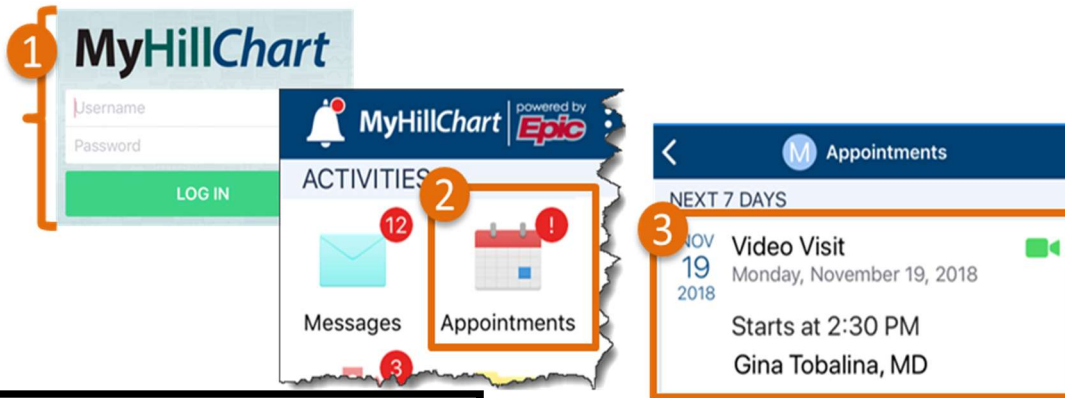 1
MyHillChart
Username
Password
LOG IN
MyHillChart powered by Epic
ACTIVITIES
2
12
!
Messages
Appointments
3
M Appointments
NEXT 7 DAYS
3
NOV
19
2018
Video Visit
Monday, November 19, 2018
Starts at 2:30 PM
Gina Tobalina, MD